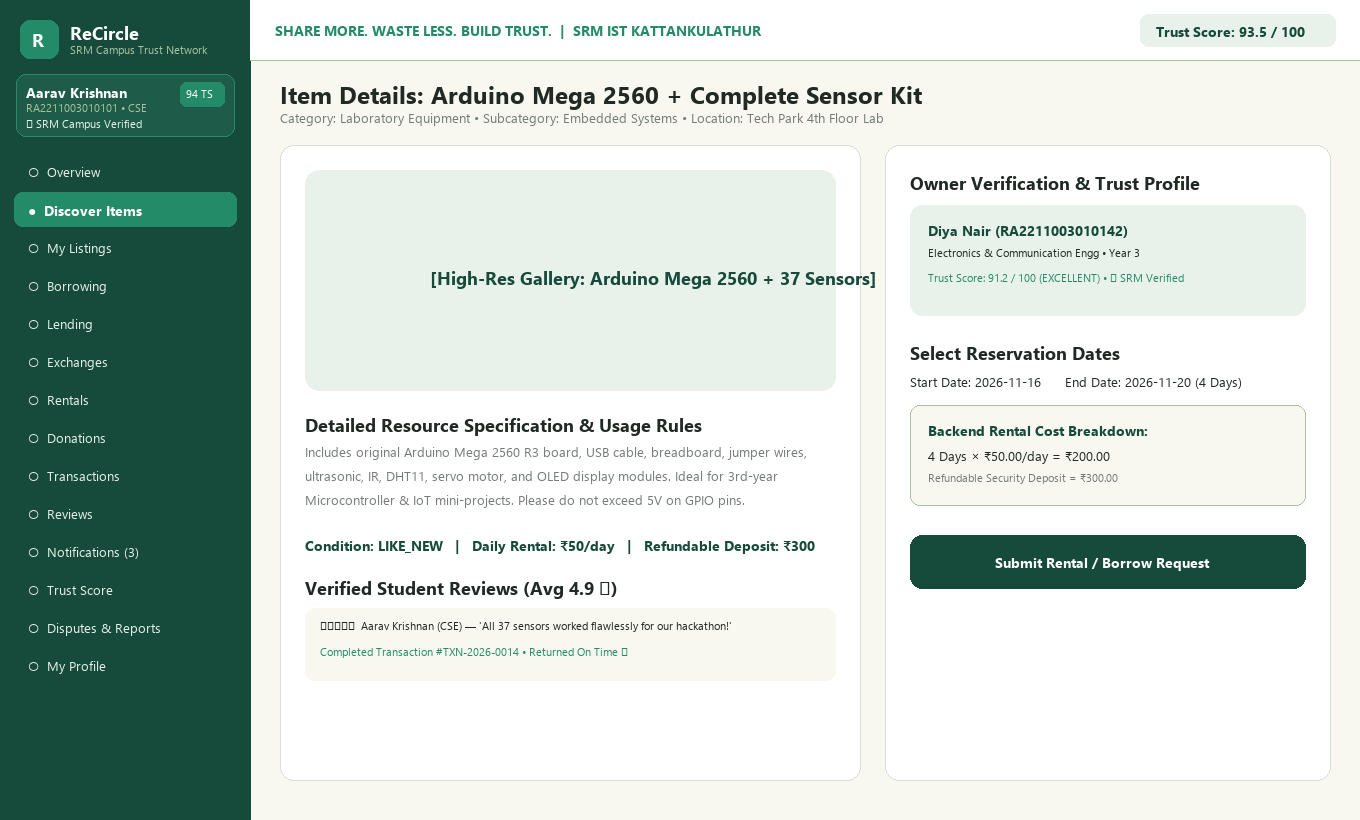 R
ReCircle
SRM Campus Trust Network
Aarav Krishnan
94 TS
RA2211003010101 • CSE
SRM Campus Verified
Overview
Discover Items
My Listings
Borrowing
Lending
Exchanges
Rentals
Donations
Transactions
Reviews
Notifications (3)
Trust Score
Disputes & Reports
My Profile
SHARE MORE. WASTE LESS. BUILD TRUST. | SRM IST KATTANKULATHUR
Trust Score: 93.5 / 100
Item Details: Arduino Mega 2560 + Complete Sensor Kit
Category: Laboratory Equipment • Subcategory: Embedded Systems • Location: Tech Park 4th Floor Lab
[High-Res Gallery: Arduino Mega 2560 + 37 Sensors]
Detailed Resource Specification & Usage Rules
Includes original Arduino Mega 2560 R3 board, USB cable, breadboard, jumper wires,
ultrasonic, IR, DHT11, servo motor, and OLED display modules. Ideal for 3rd-year
Microcontroller & IoT mini-projects. Please do not exceed 5V on GPIO pins.
Condition: LIKE_NEW | Daily Rental: ₹50/day | Refundable Deposit: ₹300
Verified Student Reviews (Avg 4.9 )
Aarav Krishnan (CSE) — 'All 37 sensors worked flawlessly for our hackathon!'
Completed Transaction #TXN-2026-0014 • Returned On Time
Owner Verification & Trust Profile
Diya Nair (RA2211003010142)
Electronics & Communication Engg • Year 3
Trust Score: 91.2 / 100 (EXCELLENT) • SRM Verified
Select Reservation Dates
Start Date: 2026-11-16 End Date: 2026-11-20 (4 Days)
Backend Rental Cost Breakdown:
4 Days × ₹50.00/day = ₹200.00
Refundable Security Deposit = ₹300.00
Submit Rental / Borrow Request